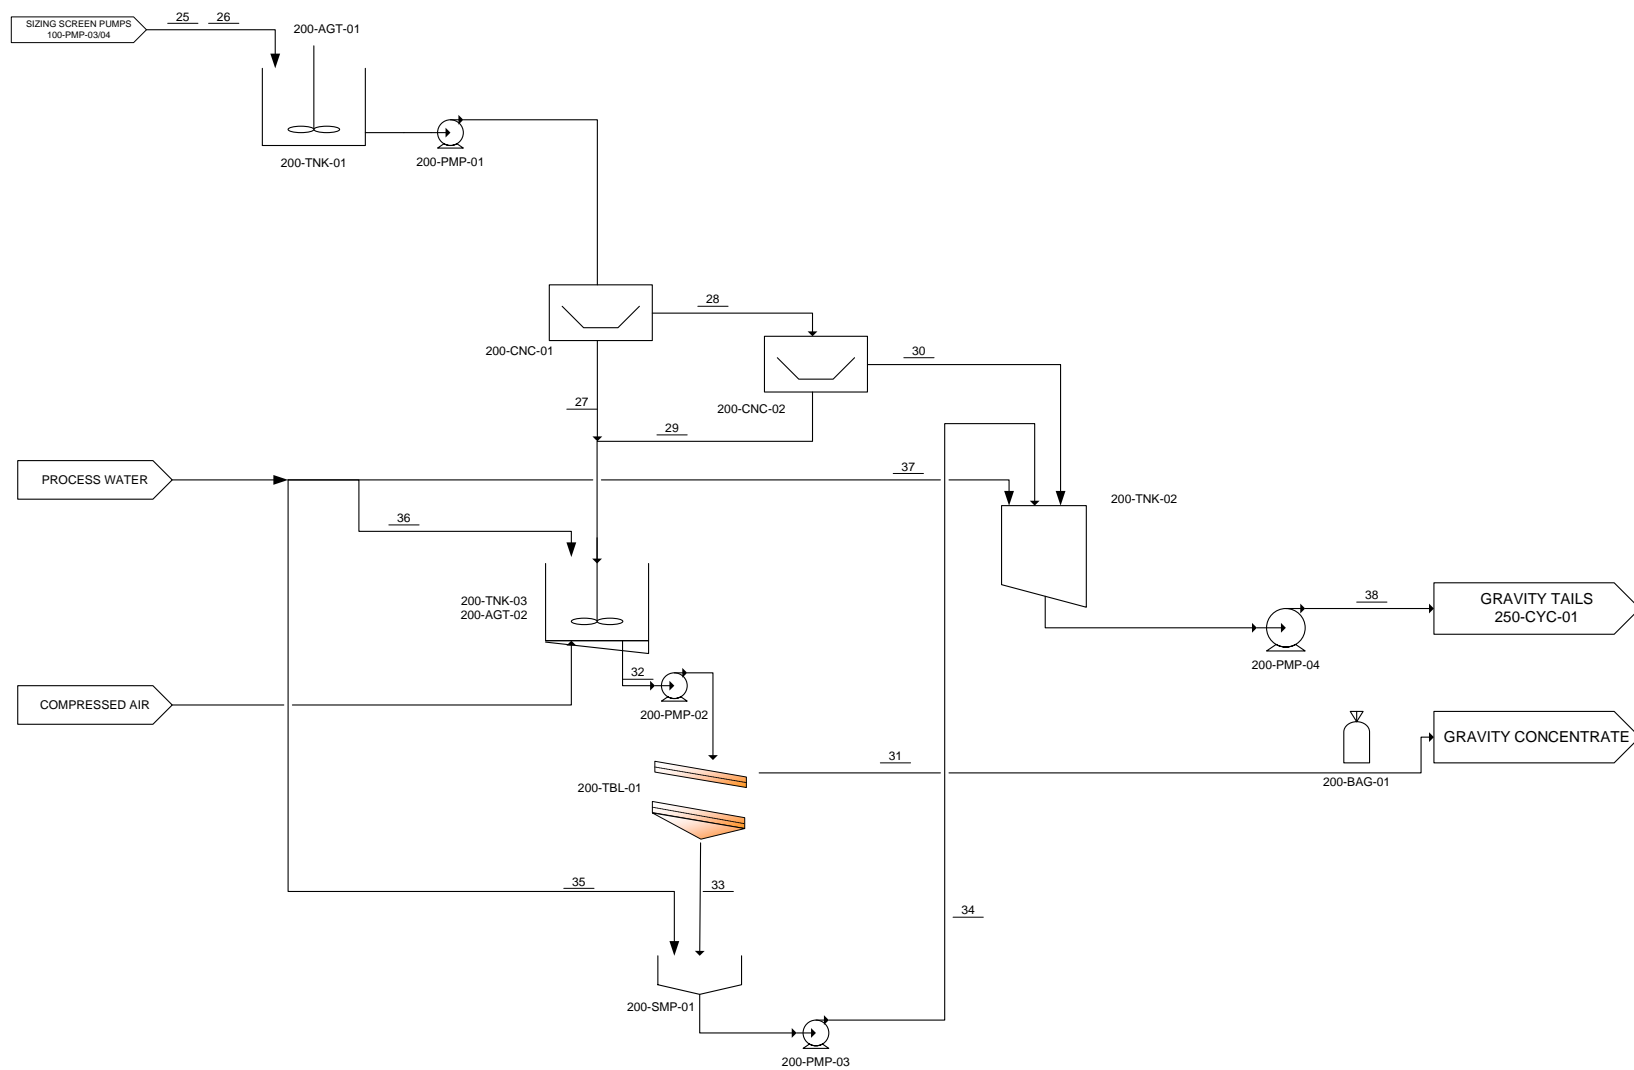 25 26
SIZING SCREEN PUMPS
100-PMP-03/04
200-AGT-01
200-TNK-01
200-PMP-01
28
200-CNC-01
30
27
200-CNC-02
29
PROCESS WATER
37
200-TNK-02
36
200-TNK-03
200-AGT-02
GRAVITY TAILS
250-CYC-01
38
200-PMP-04
32
COMPRESSED AIR
200-PMP-02
GRAVITY CONCENTRATE
31
200-TBL-01
200-BAG-01
35
33
34
200-SMP-01
200-PMP-03